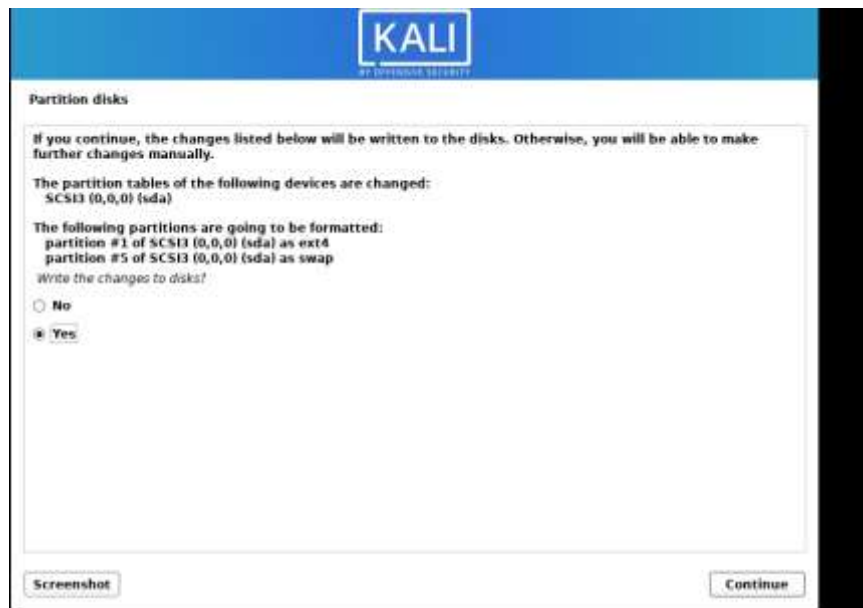 KALI
BY OFFENSIVE SECURITY
Partition disks
If you continue, the changes listed below will be written to the disks. Otherwise, you will be able to make
further changes manually.
The partition tables of the following devices are changed:
SCSI3 (0,0,0) (sda)
The following partitions are going to be formatted:
partition #1 of SCSI3 (0,0,0) (sda) as ext4
partition #5 of SCSI3 (0,0,0) (sda) as swap
Write the changes to disks?
No
Yes
Screenshot
Continue